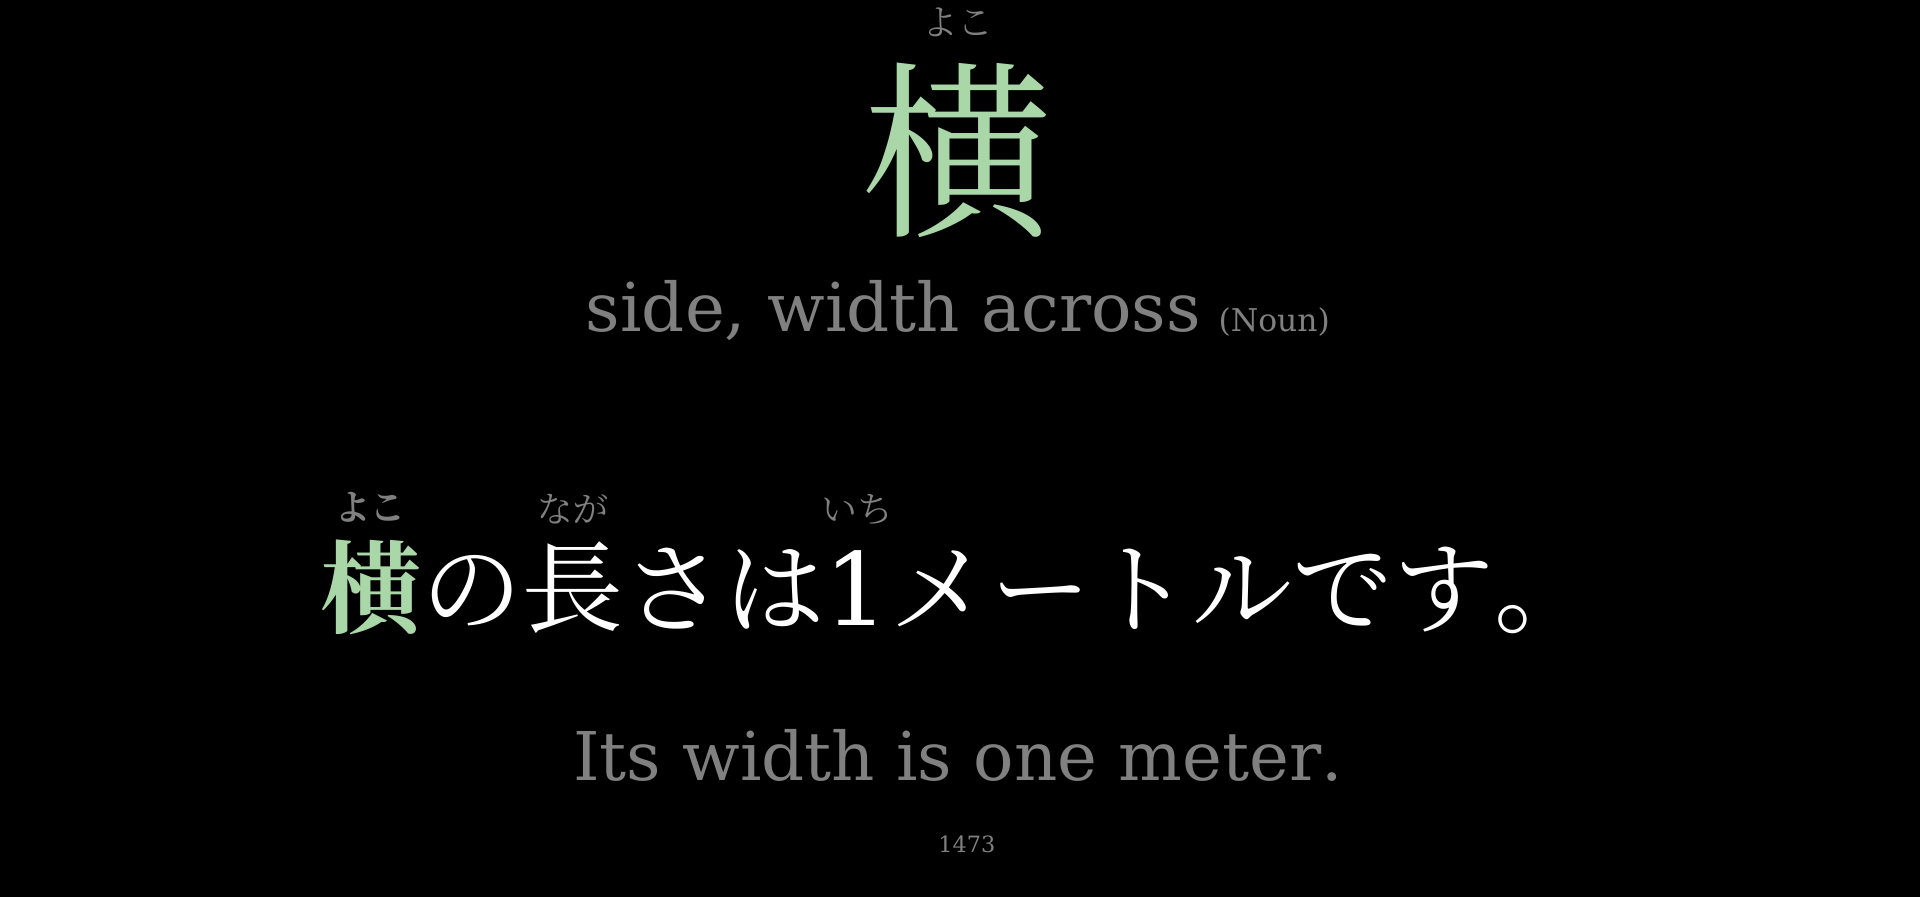 よこ
横
side, width across (Noun)
よこ なが いち
横の長さは1メートルです。
Its width is one meter.
1473